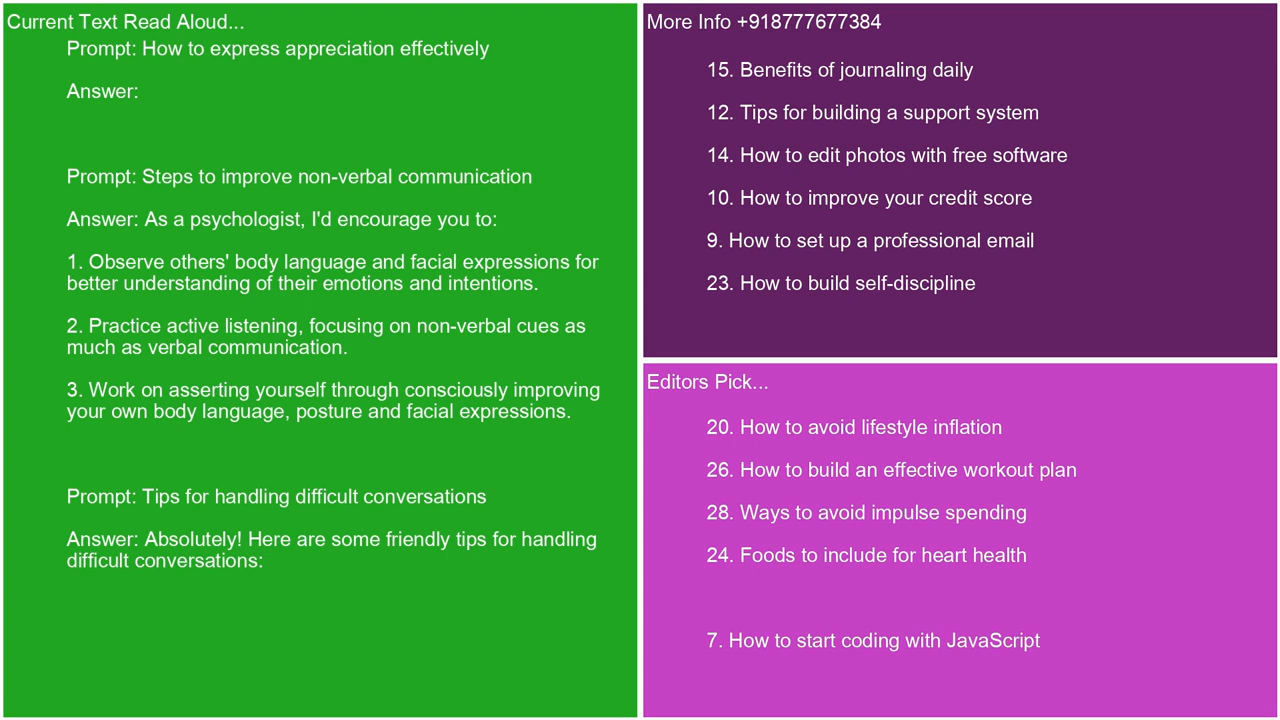 Current Text Read Aloud...
Prompt: How to express appreciation effectively
Answer:
Prompt: Steps to improve non-verbal communication
Answer: As a psychologist, I'd encourage you to:
1. Observe others' body language and facial expressions for
better understanding of their emotions and intentions.
2. Practice active listening, focusing on non-verbal cues as
much as verbal communication.
3. Work on asserting yourself through consciously improving
your own body language, posture and facial expressions.
Prompt: Tips for handling difficult conversations
Answer: Absolutely! Here are some friendly tips for handling
difficult conversations:
More Info +918777677384
15. Benefits of journaling daily
12. Tips for building a support system
14. How to edit photos with free software
10. How to improve your credit score
9. How to set up a professional email
23. How to build self-discipline
Editors Pick...
20. How to avoid lifestyle inflation
26. How to build an effective workout plan
28. Ways to avoid impulse spending
24. Foods to include for heart health
7. How to start coding with JavaScript